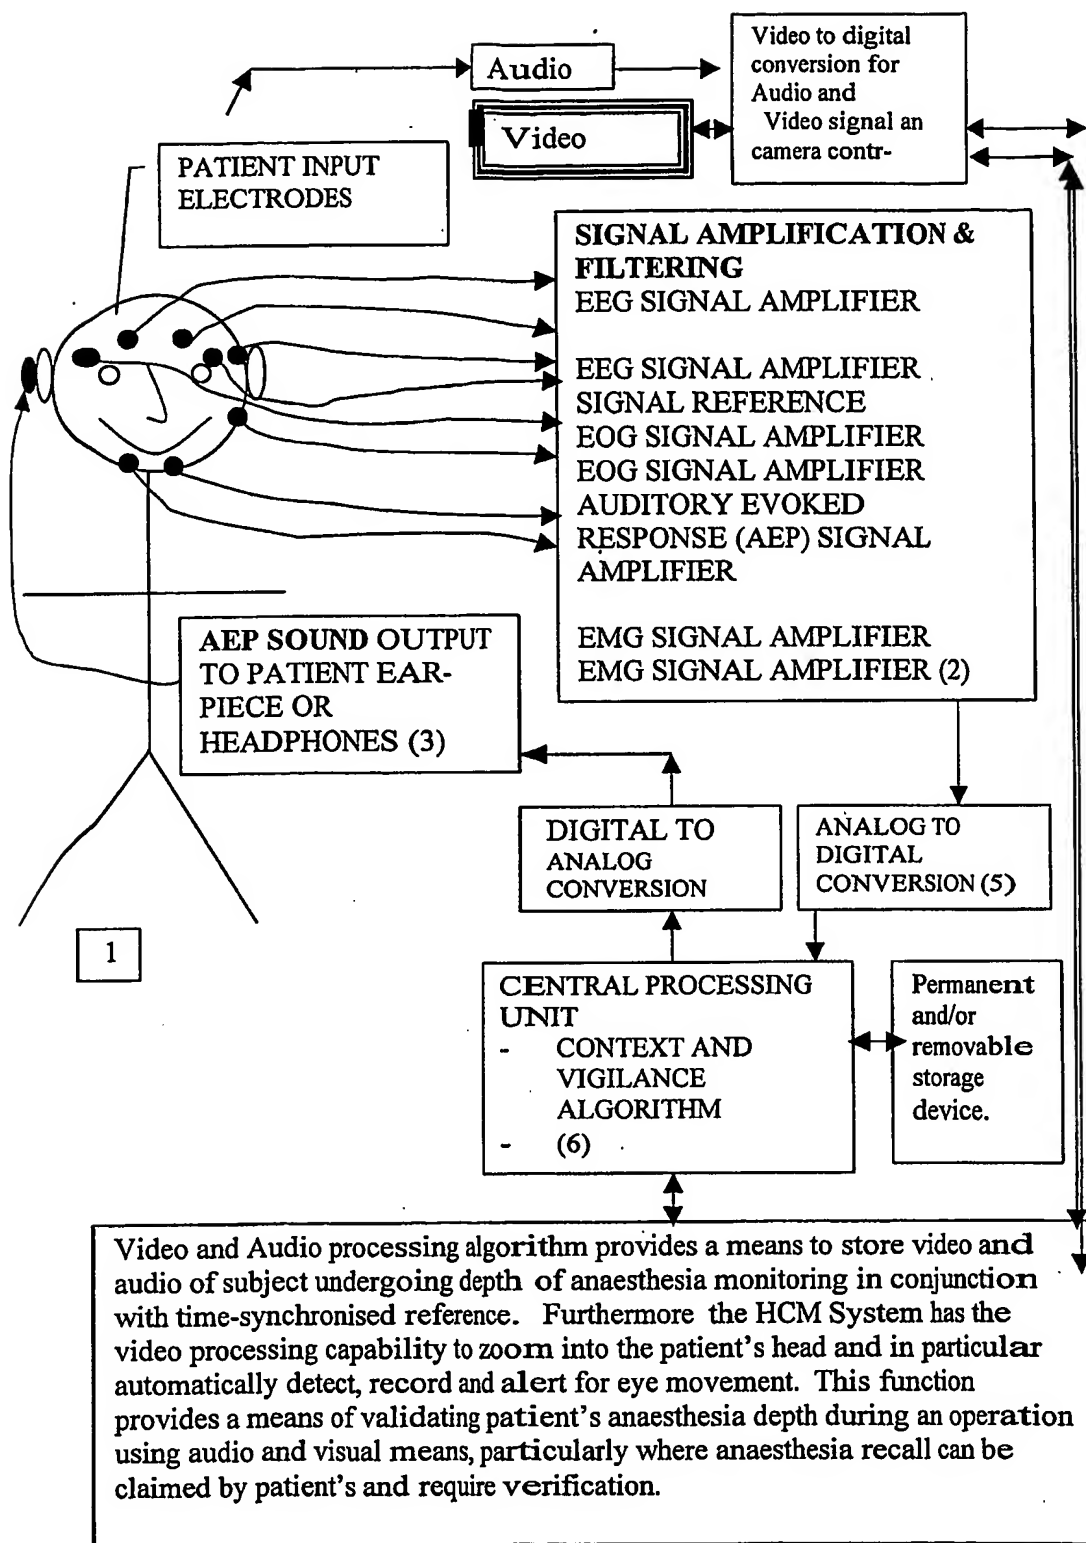 Audio
Video
Video to digital
conversion for
Audio and
Video signal an
camera contr-
PATIENT INPUT
ELECTRODES
SIGNAL AMPLIFICATION &
FILTERING
EEG SIGNAL AMPLIFIER
EEG SIGNAL AMPLIFIER
SIGNAL REFERENCE
EOG SIGNAL AMPLIFIER
EOG SIGNAL AMPLIFIER
AUDITORY EVOKED
RESPONSE (AEP) SIGNAL
AMPLIFIER
EMG SIGNAL AMPLIFIER
EMG SIGNAL AMPLIFIER (2)
AEP SOUND OUTPUT
TO PATIENT EAR-
PIECE OR
HEADPHONES (3)
DIGITAL TO
ANALOG
CONVERSION
ANALOG TO
DIGITAL
CONVERSION (5)
1
CENTRAL PROCESSING
UNIT
- CONTEXT AND
VIGILANCE
ALGORITHM
- (6)
Permanent
and/or
removable
storage
device.
Video and Audio processing algorithm provides a means to store video and
audio of subject undergoing depth of anaesthesia monitoring in conjunction
with time-synchronised reference. Furthermore the HCM System has the
video processing capability to zoom into the patient's head and in particular
automatically detect, record and alert for eye movement. This function
provides a means of validating patient's anaesthesia depth during an operation
using audio and visual means, particularly where anaesthesia recall can be
claimed by patient's and require verification.